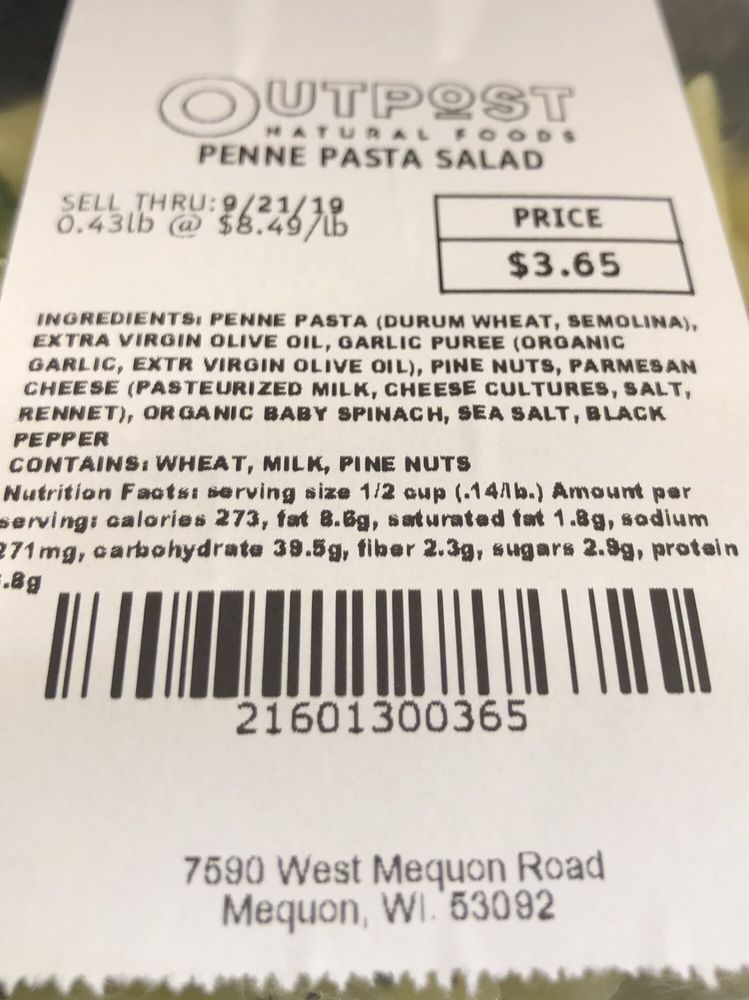 OUTPOST
NATURAL FOODS
PENNE PASTA SALAD
SELL THRU: 9/21/19
0.43lb @ $8.49/lb
PRICE
$3.65
INGREDIENTS: PENNE PASTA (DURUM WHEAT, SEMOLINA),
EXTRA VIRGIN OLIVE OIL, GARLIC PUREE (ORGANIC
GARLIC, EXTR VIRGIN OLIVE OIL), PINE NUTS, PARMESAN
CHEESE (PASTEURIZED MILK, CHEESE CULTURES, SALT,
RENNET), ORGANIC BABY SPINACH, SEA SALT, BLACK
PEPPER
CONTAINS: WHEAT, MILK, PINE NUTS
Nutrition Facts: serving size 1/2 cup (.14/lb.) Amount per
serving: calories 273, fat 8.6g, saturated fat 1.8g, sodium
271mg, carbohydrate 39.5g, fiber 2.3g, sugars 2.9g, protein
.8g
21601300365
7590 West Mequon Road
Mequon, WI. 53092